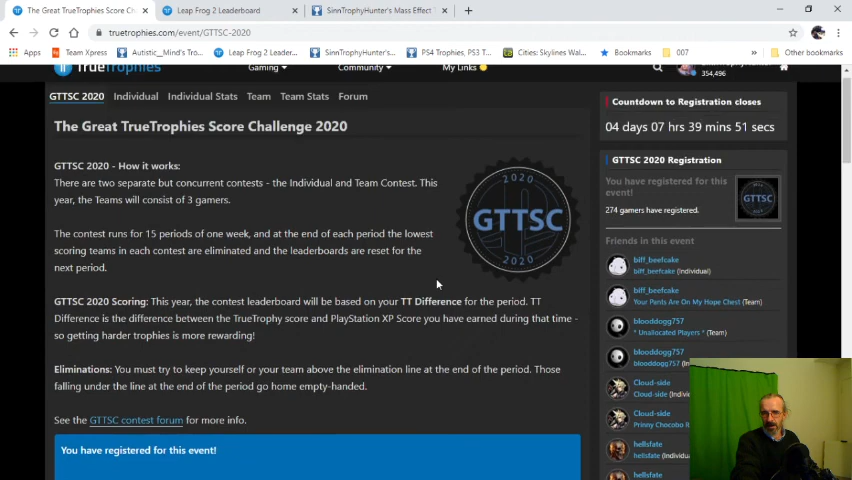 The Great TrueTrophies Score Ch
Leap Frog 2 Leaderboard
SinnTrophyHunter's Mass Effect
truetrophies.com/event/GTTSC-2020
Apps
Team Xpress
Autistic__Mind's Tro...
Leap Frog 2 Leader...
SinnTrophyHunter's...
PS4 Trophies, PS3 T...
Cities: Skylines Wal...
Bookmarks
007
Other bookmarks
TrueTrophies
Gaming
Community
My Links
354,496
GTTSC 2020
Individual
Individual Stats
Team
Team Stats
Forum
The Great TrueTrophies Score Challenge 2020
GTTSC 2020 - How it works:
There are two separate but concurrent contests - the Individual and Team Contest. This
year, the Teams will consist of 3 gamers.
The contest runs for 15 periods of one week, and at the end of each period the lowest
scoring teams in each contest are eliminated and the leaderboards are reset for the
next period.
GTTSC 2020 Scoring: This year, the contest leaderboard will be based on your TT Difference for the period. TT
Difference is the difference between the TrueTrophy score and PlayStation XP Score you have earned during that time -
so getting harder trophies is more rewarding!
Eliminations: You must try to keep yourself or your team above the elimination line at the end of the period. Those
falling under the line at the end of the period go home empty-handed.
See the GTTSC contest forum for more info.
You have registered for this event!
2020
GTTSC
2020
Countdown to Registration closes
04 days 07 hrs 39 mins 51 secs
GTTSC 2020 Registration
You have registered for this
event!
274 gamers have registered.
GTTSC
Friends in this event
biff_beefcake
biff_beefcake (Individual)
biff_beefcake
Your Pants Are On My Hope Chest (Team)
blooddogg757
* Unallocated Players * (Team)
blooddogg757
blooddogg757 (In
Cloud-side
Cloud-side (Indivi
Cloud-side
Prinny Chocobo R
hellsfate
hellsfate (Individua
hellsfate